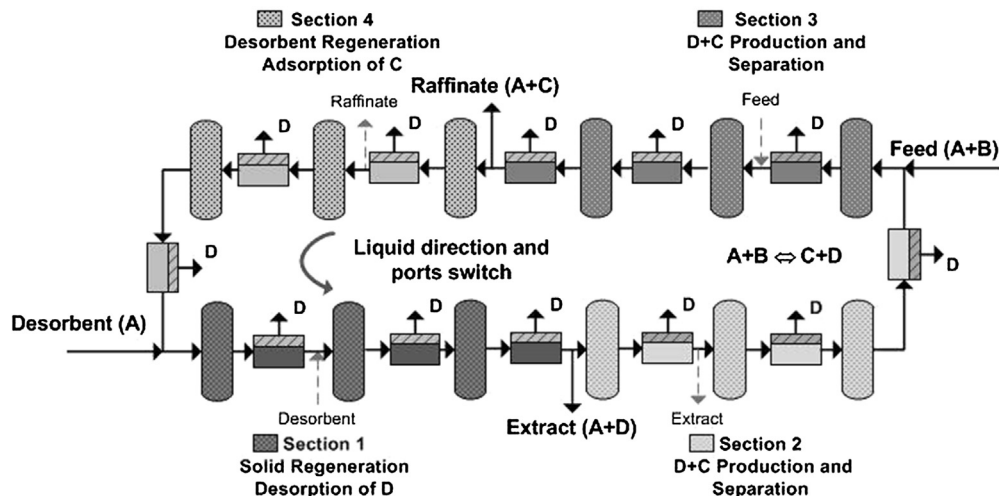 Section 4
Desorbent Regeneration
Adsorption of C
Section 3
D+C Production and
Separation
Raffinate (A+C)
Raffinate
Feed
D
D
D
D
D
Feed (A+B)
Liquid direction and
ports switch
A+B ⇔ C+D
D
D
Desorbent (A)
D
D
D
D
D
Desorbent
Extract (A+D)
Extract
Section 1
Solid Regeneration
Desorption of D
Section 2
D+C Production and
Separation